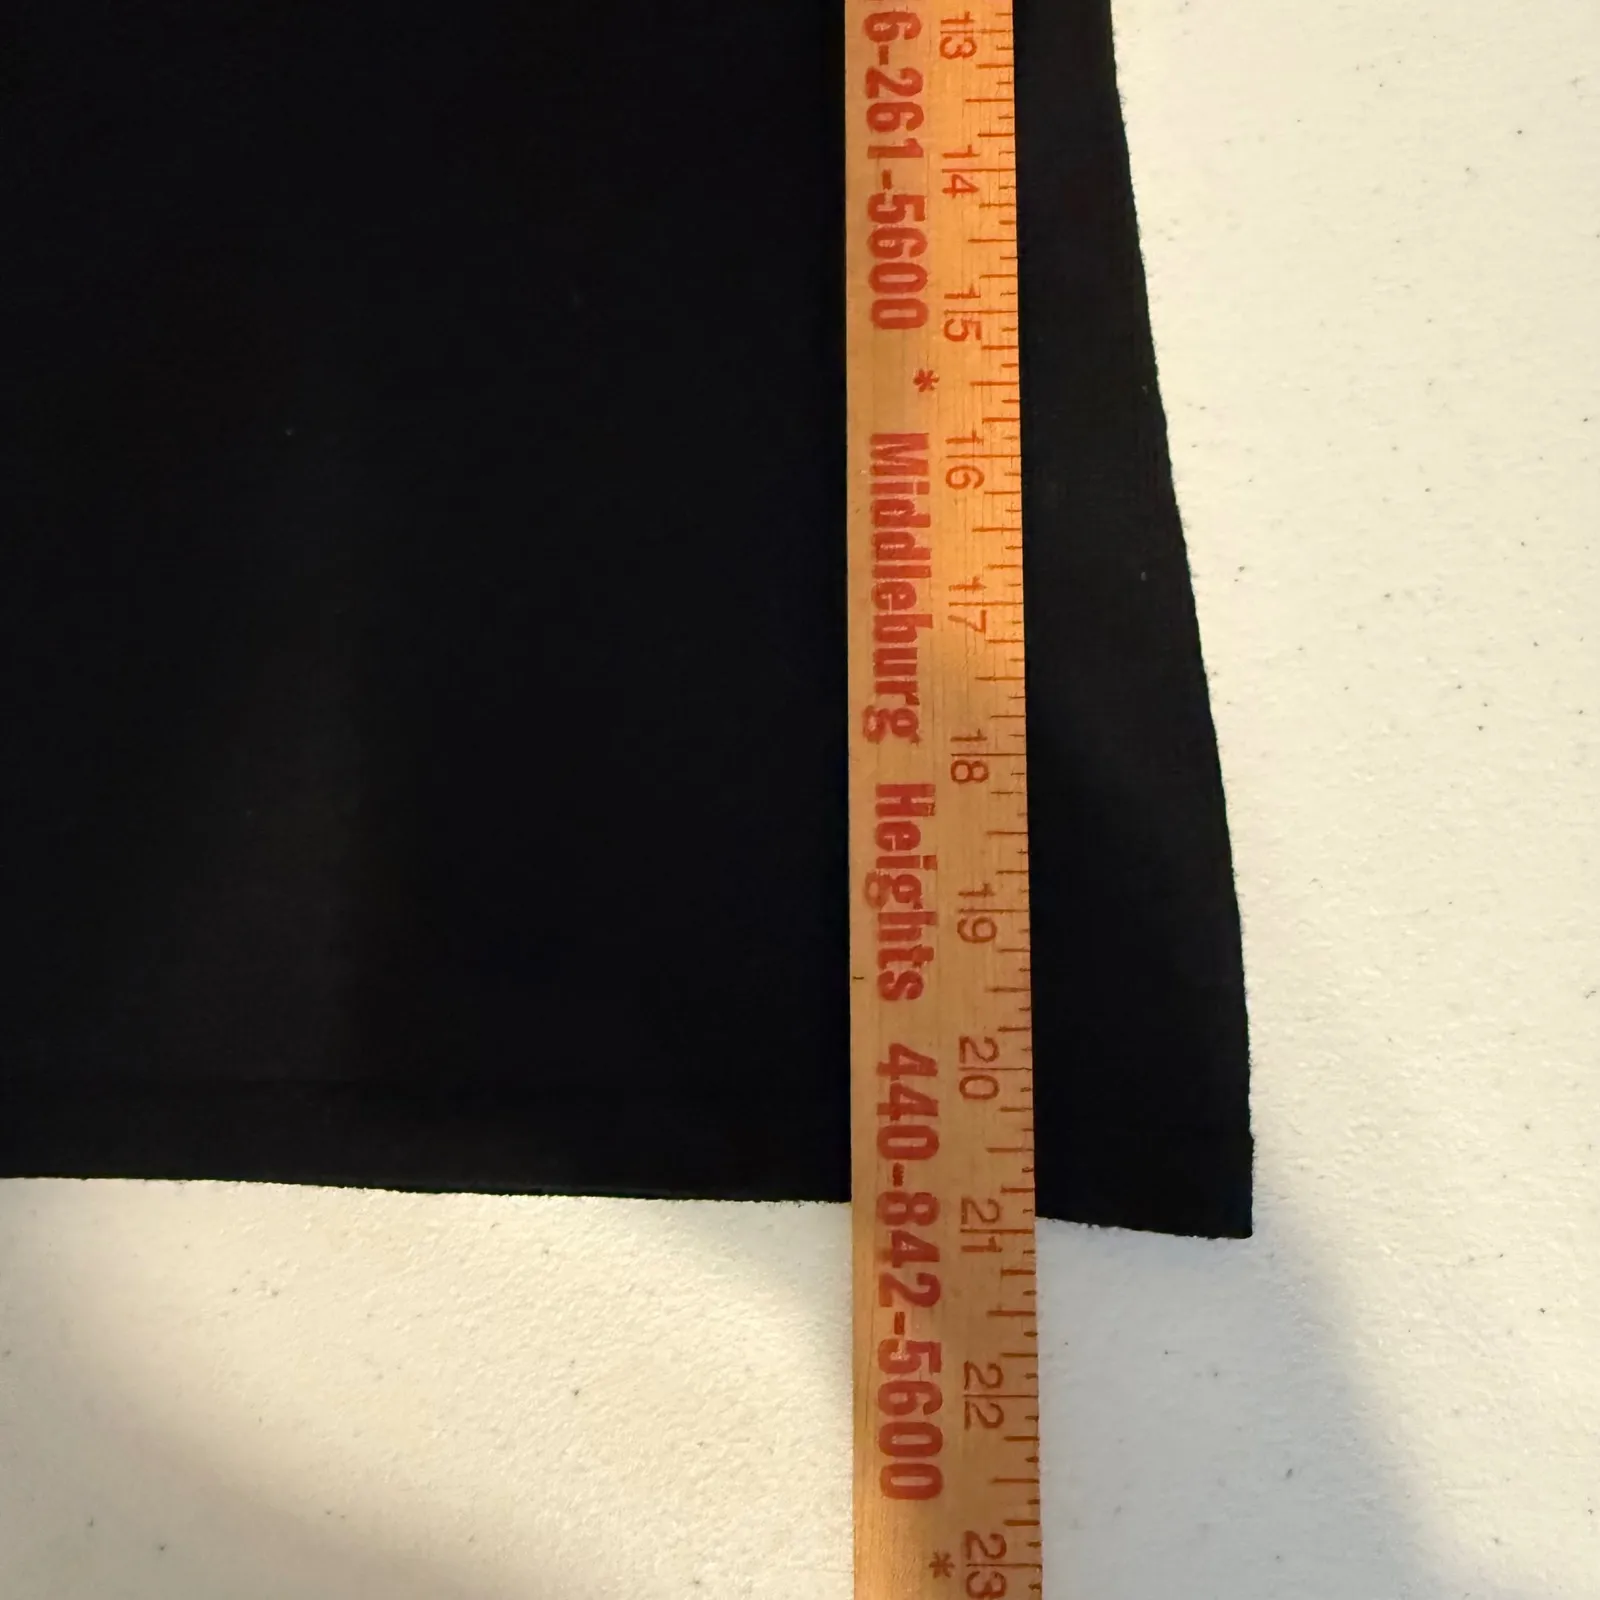 6-261-5600 * Middleburg Heights 440-842-5600 *
13 14 15 16 17 18 19 20 21 22 23